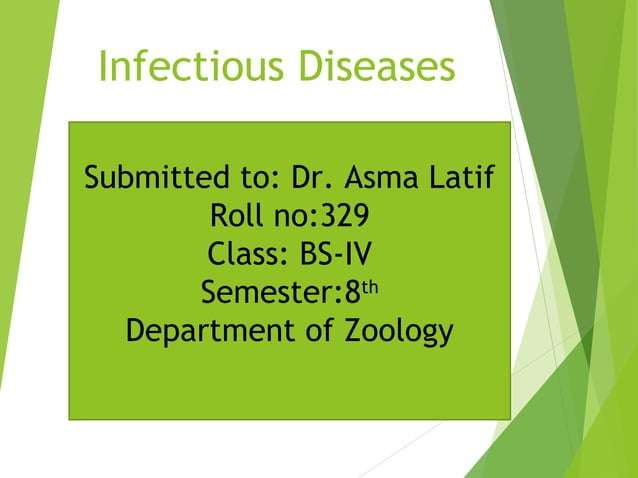 Infectious Diseases
Submitted to: Dr. Asma Latif
Roll no:329
Class: BS-IV
Semester:8th
Department of Zoology